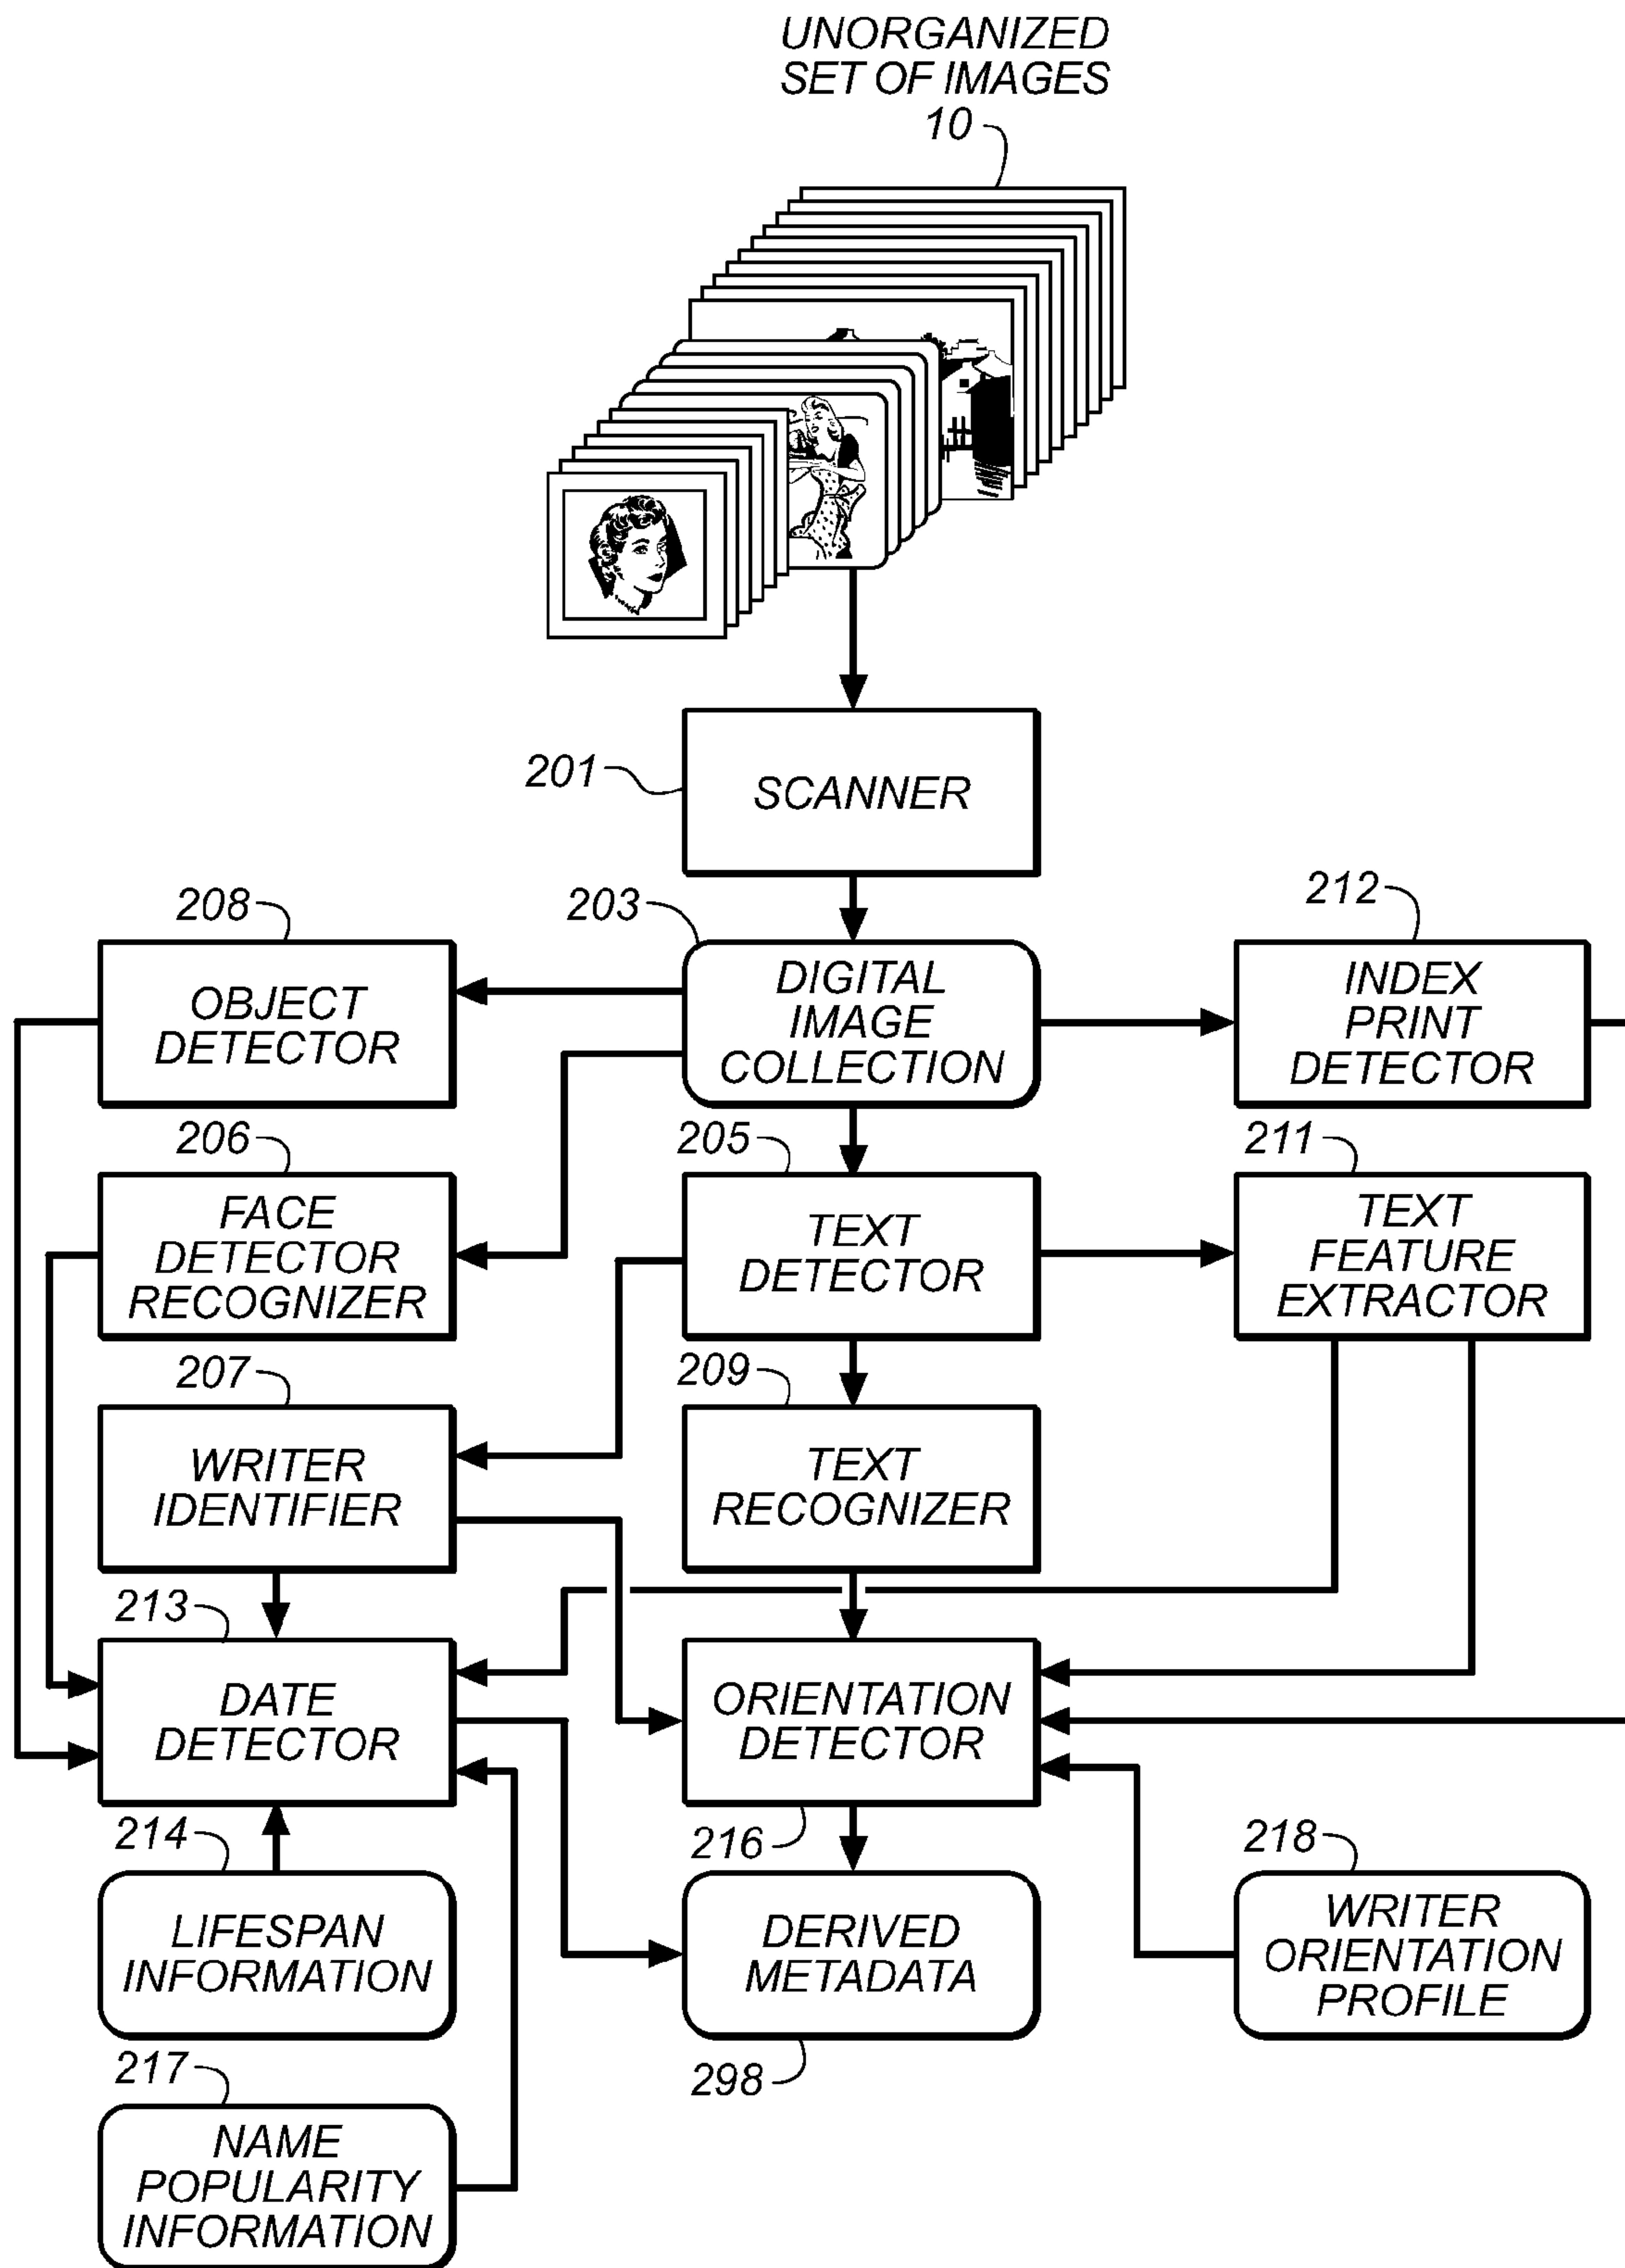 UNORGANIZED
SET OF IMAGES
10
201
SCANNER
208
203
212
OBJECT
DETECTOR
DIGITAL
IMAGE
COLLECTION
INDEX
PRINT
DETECTOR
206
205
211
FACE
DETECTOR
RECOGNIZER
TEXT
DETECTOR
TEXT
FEATURE
EXTRACTOR
207
209
WRITER
IDENTIFIER
TEXT
RECOGNIZER
213
DATE
DETECTOR
ORIENTATION
DETECTOR
214
216
218
LIFESPAN
INFORMATION
DERIVED
METADATA
WRITER
ORIENTATION
PROFILE
217
298
NAME
POPULARITY
INFORMATION